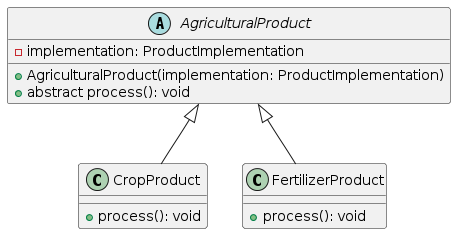 A AgriculturalProduct
implementation: ProductImplementation
AgriculturalProduct(implementation: ProductImplementation)
abstract process(): void
C CropProduct
process(): void
C FertilizerProduct
process(): void